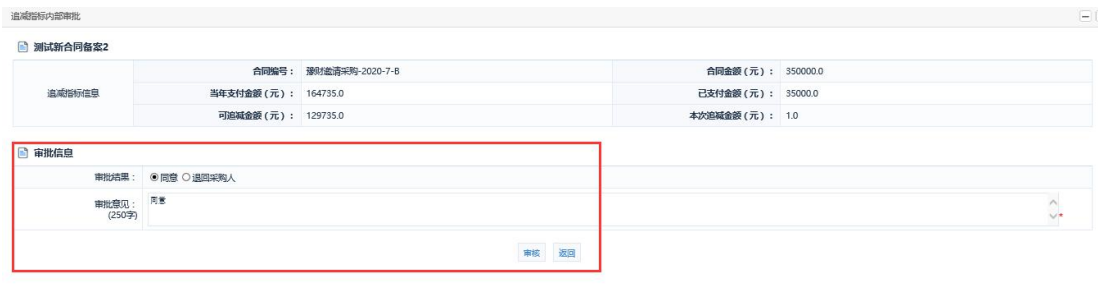 追减指标内部审批
测试新合同备案2
合同编号： 豫财邀请采购-2020-7-B 合同金额（元）： 350000.0
追减指标信息 当年支付金额（元）： 164735.0 已支付金额（元）： 35000.0
可追减金额（元）： 129735.0 本次追减金额（元）： 1.0
审批信息
审批结果： 同意 退回采购人
审批意见： 同意
(250字) *
审核 返回